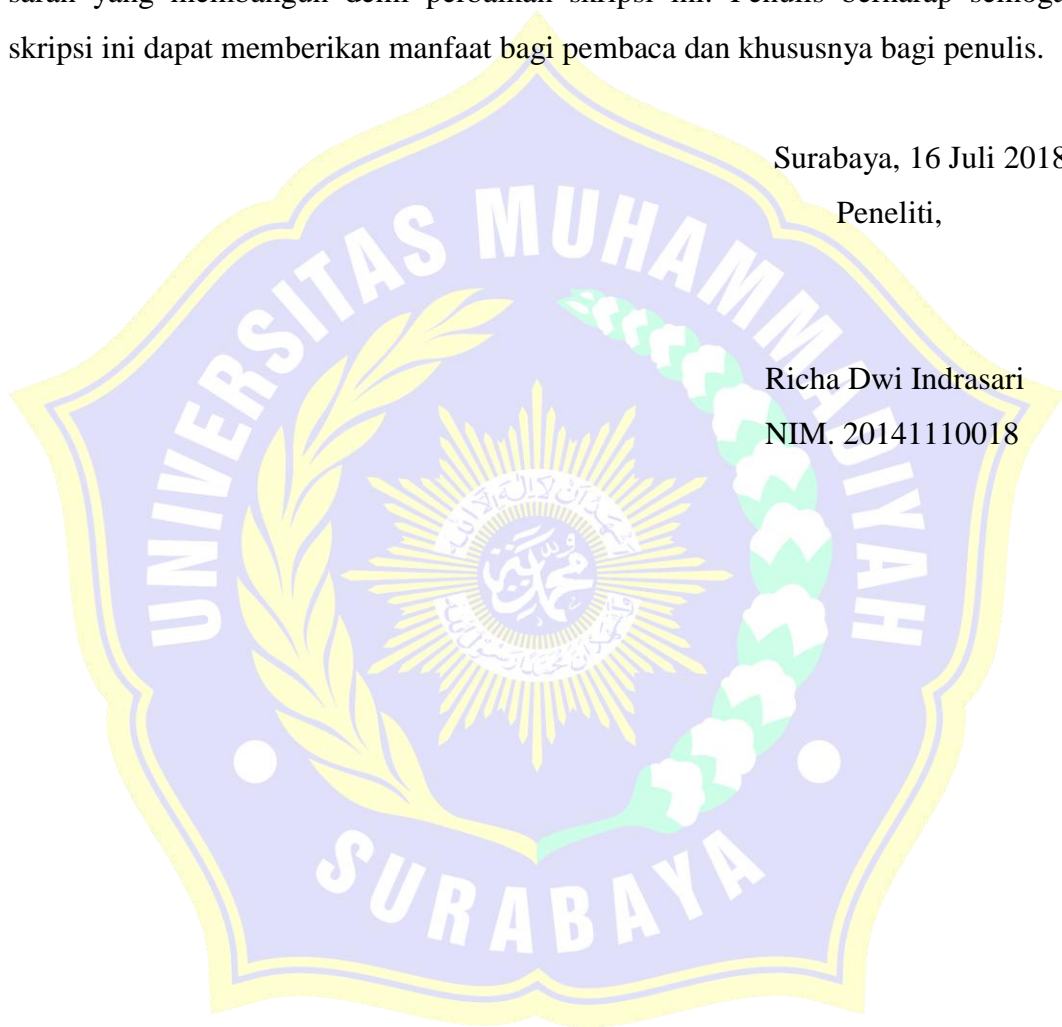 saran yang membangun demi perbaikan skripsi ini. Penulis berharap semoga
skripsi ini dapat memberikan manfaat bagi pembaca dan khususnya bagi penulis.
Surabaya, 16 Juli 2018
Peneliti,
Richa Dwi Indrasari
NIM. 20141110018
UNIVERSITAS MUHAMMADIYAH
SURABAYA